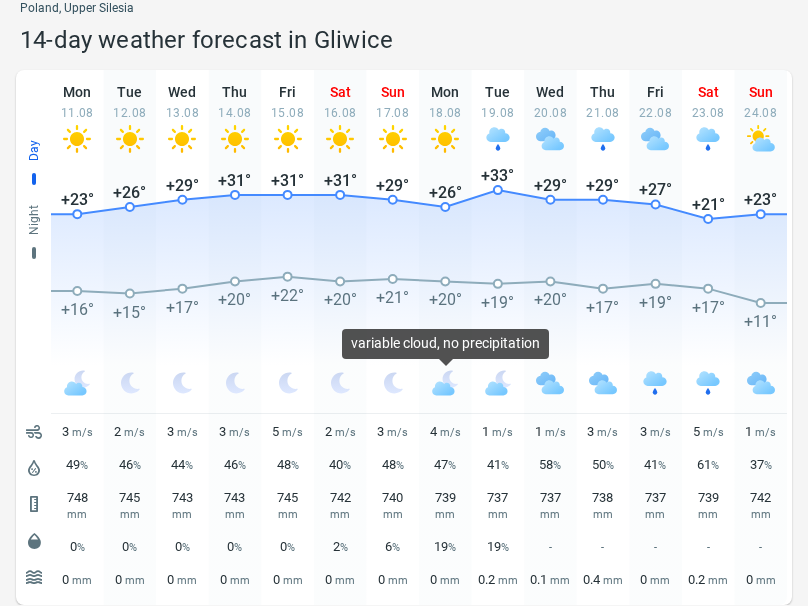 Poland, Upper Silesia
14-day weather forecast in Gliwice
Mon Tue Wed Thu Fri Sat Sun Mon Tue Wed Thu Fri Sat Sun
11.08 12.08 13.08 14.08 15.08 16.08 17.08 18.08 19.08 20.08 21.08 22.08 23.08 24.08
Day
+23° +26° +29° +31° +31° +31° +29° +26° +33° +29° +29° +27° +21° +23°
Night
+16° +15° +17° +20° +22° +20° +21° +20° +19° +20° +17° +19° +17° +11°
variable cloud, no precipitation
3 m/s 2 m/s 3 m/s 3 m/s 5 m/s 2 m/s 3 m/s 4 m/s 1 m/s 1 m/s 3 m/s 3 m/s 5 m/s 1 m/s
49% 46% 44% 46% 48% 40% 48% 47% 41% 58% 50% 41% 61% 37%
748 745 743 743 745 742 740 739 737 737 738 737 739 742
mm mm mm mm mm mm mm mm mm mm mm mm mm mm
0% 0% 0% 0% 0% 2% 6% 19% 19% - - - - -
0 mm 0 mm 0 mm 0 mm 0 mm 0 mm 0 mm 0 mm 0.2 mm 0.1 mm 0.4 mm 0 mm 0.2 mm 0 mm